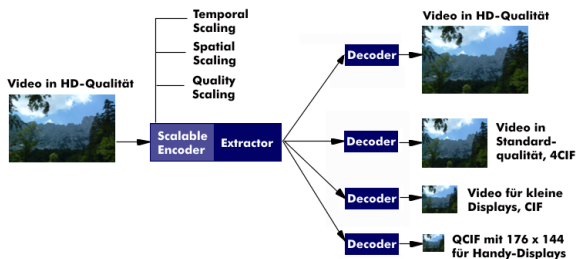 Temporal
Scaling
Spatial
Scaling
Quality
Scaling
Video in HD-Qualität
Scalable
Encoder
Extractor
Decoder
Video in HD-Qualität
Decoder
Video in
Standard-
qualität, 4CIF
Decoder
Video für kleine
Displays, CIF
Decoder
QCIF mit 176 x 144
für Handy-Displays